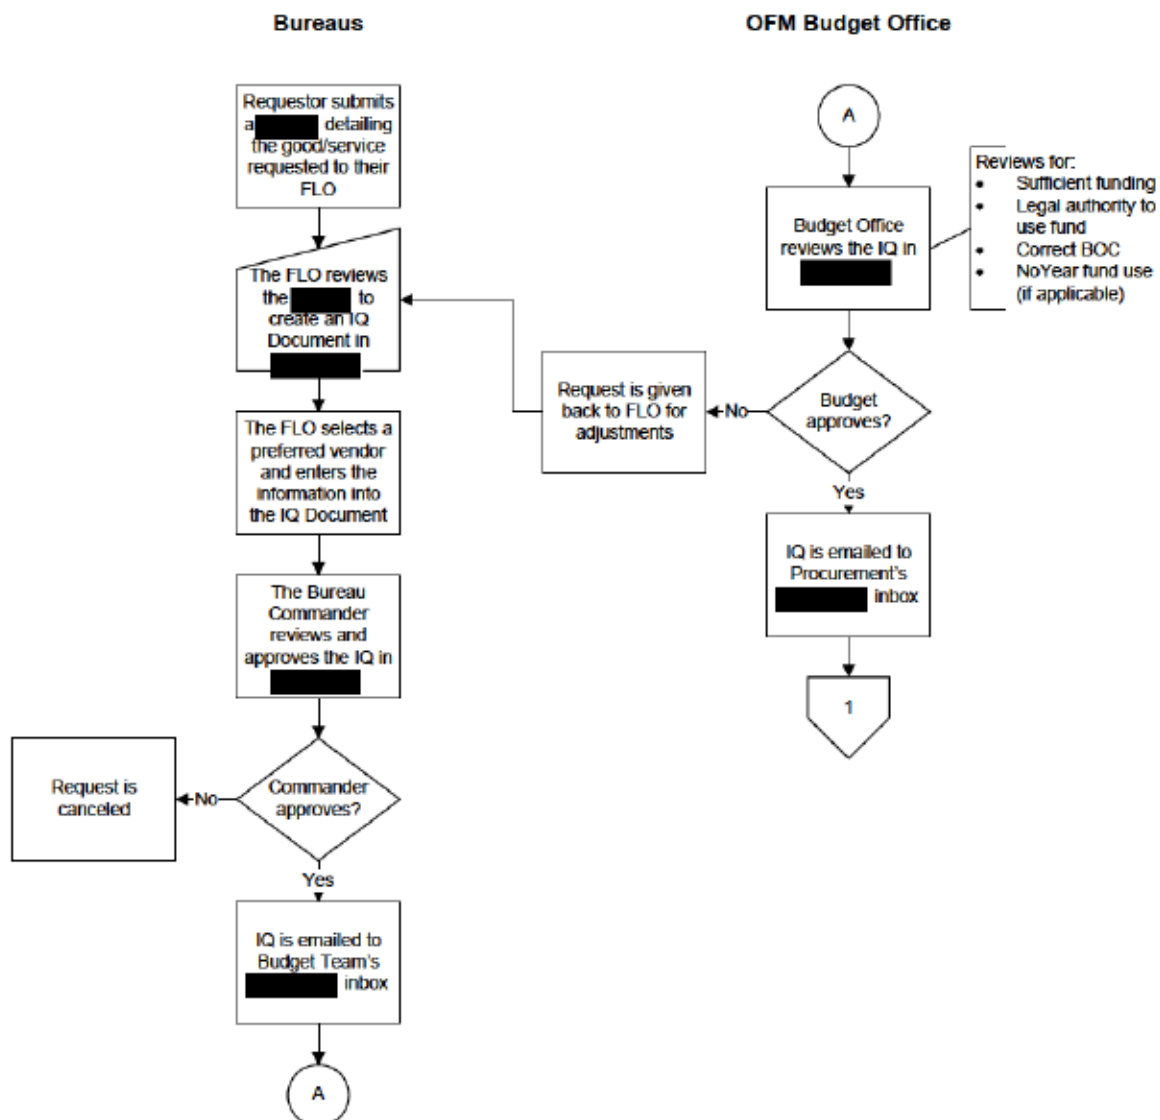 Bureaus
Requestor submits
a detailing
the good/service
requested to their
FLO
The FLO reviews
the to
create an IQ
Document in
The FLO selects a
preferred vendor
and enters the
information into
the IQ Document
The Bureau
Commander
reviews and
approves the IQ in
Commander
approves?
No
Request is
canceled
Yes
IQ is emailed to
Budget Team's
inbox
A
OFM Budget Office
A
Budget Office
reviews the IQ in
Reviews for:
• Sufficient funding
• Legal authority to
use fund
• Correct BOC
• NoYear fund use
(if applicable)
Budget
approves?
No
Request is given
back to FLO for
adjustments
Yes
IQ is emailed to
Procurement's
inbox
1